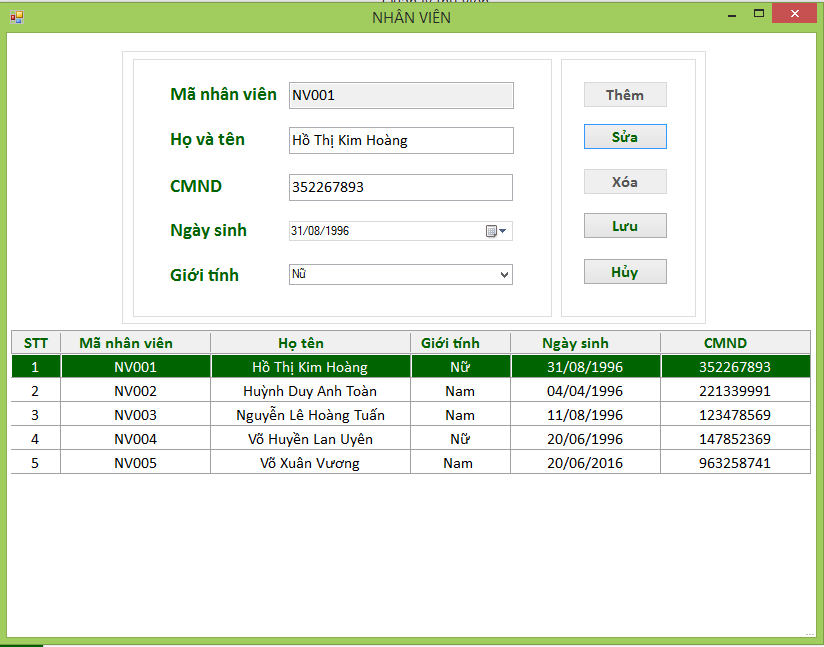 NHÂN VIÊN
Mã nhân viên NV001
Họ và tên Hồ Thị Kim Hoàng
CMND 352267893
Ngày sinh 31/08/1996
Giới tính Nữ
Thêm
Sửa
Xóa
Lưu
Hủy
STT Mã nhân viên Họ tên Giới tính Ngày sinh CMND
1 NV001 Hồ Thị Kim Hoàng Nữ 31/08/1996 352267893
2 NV002 Huỳnh Duy Anh Toàn Nam 04/04/1996 221339991
3 NV003 Nguyễn Lê Hoàng Tuấn Nam 11/08/1996 123478569
4 NV004 Võ Huyền Lan Uyên Nữ 20/06/1996 147852369
5 NV005 Võ Xuân Vương Nam 20/06/2016 963258741